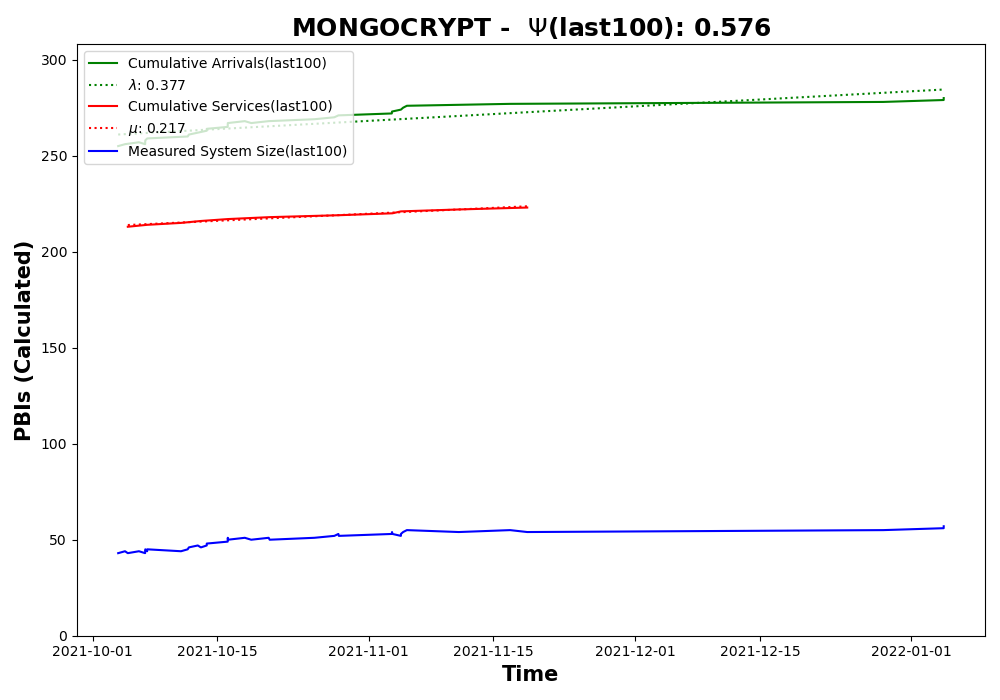 MONGOCRYPT - Ψ(last100): 0.576
Cumulative Arrivals(last100)
λ: 0.377
Cumulative Services(last100)
μ: 0.217
Measured System Size(last100)
300
250
200
150
100
50
0
PBIs (Calculated)
2021-10-01 2021-10-15 2021-11-01 2021-11-15 2021-12-01 2021-12-15 2022-01-01
Time